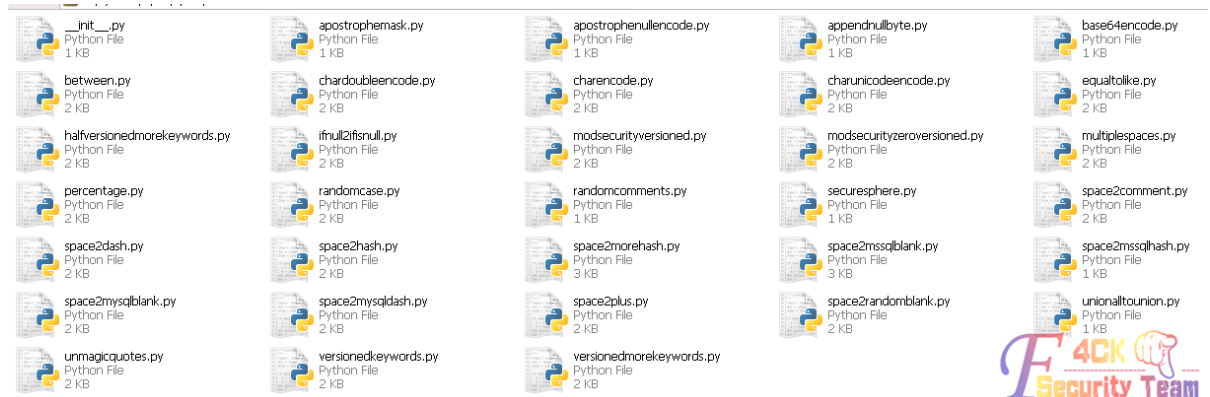 __init__.py
Python File
1 KB
apostrophemask.py
Python File
1 KB
apostrophenullencode.py
Python File
1 KB
appendnullbyte.py
Python File
1 KB
base64encode.py
Python File
1 KB
between.py
Python File
2 KB
chardoubleencode.py
Python File
2 KB
charencode.py
Python File
2 KB
charunicodeencode.py
Python File
2 KB
equaltolike.py
Python File
2 KB
halfversionedmorekeywords.py
Python File
2 KB
ifnull2ifisnull.py
Python File
2 KB
modsecurityversioned.py
Python File
2 KB
modsecurityzeroversioned.py
Python File
2 KB
multiplespaces.py
Python File
2 KB
percentage.py
Python File
2 KB
randomcase.py
Python File
2 KB
randomcomments.py
Python File
1 KB
securesphere.py
Python File
1 KB
space2comment.py
Python File
2 KB
space2dash.py
Python File
2 KB
space2hash.py
Python File
2 KB
space2morehash.py
Python File
3 KB
space2mssqlblank.py
Python File
3 KB
space2mssqlhash.py
Python File
1 KB
space2mysqlblank.py
Python File
2 KB
space2mysqldash.py
Python File
2 KB
space2plus.py
Python File
2 KB
space2randomblank.py
Python File
2 KB
unionalltounion.py
Python File
1 KB
unmagicquotes.py
Python File
2 KB
versionedkeywords.py
Python File
2 KB
versionedmorekeywords.py
Python File
2 KB
F4CK
Security Team